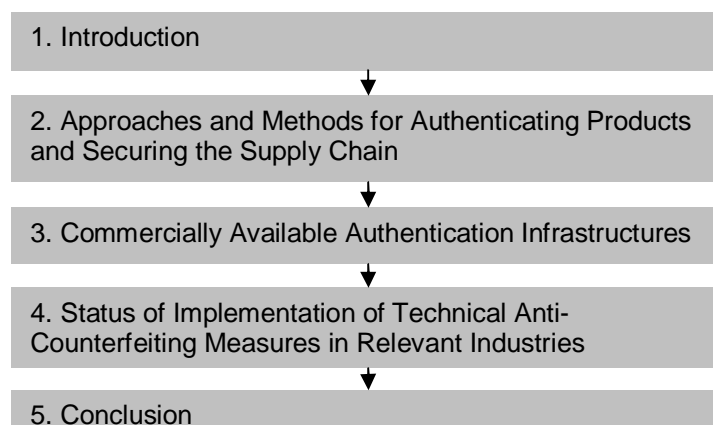 1. Introduction
2. Approaches and Methods for Authenticating Products
and Securing the Supply Chain
3. Commercially Available Authentication Infrastructures
4. Status of Implementation of Technical Anti-
Counterfeiting Measures in Relevant Industries
5. Conclusion